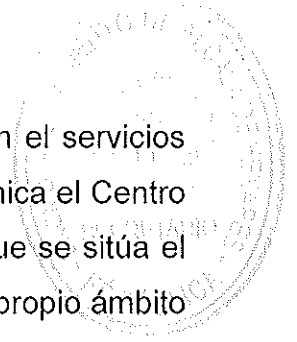 n el servicios
nica el Centro
ue se sitúa el
propio ámbito